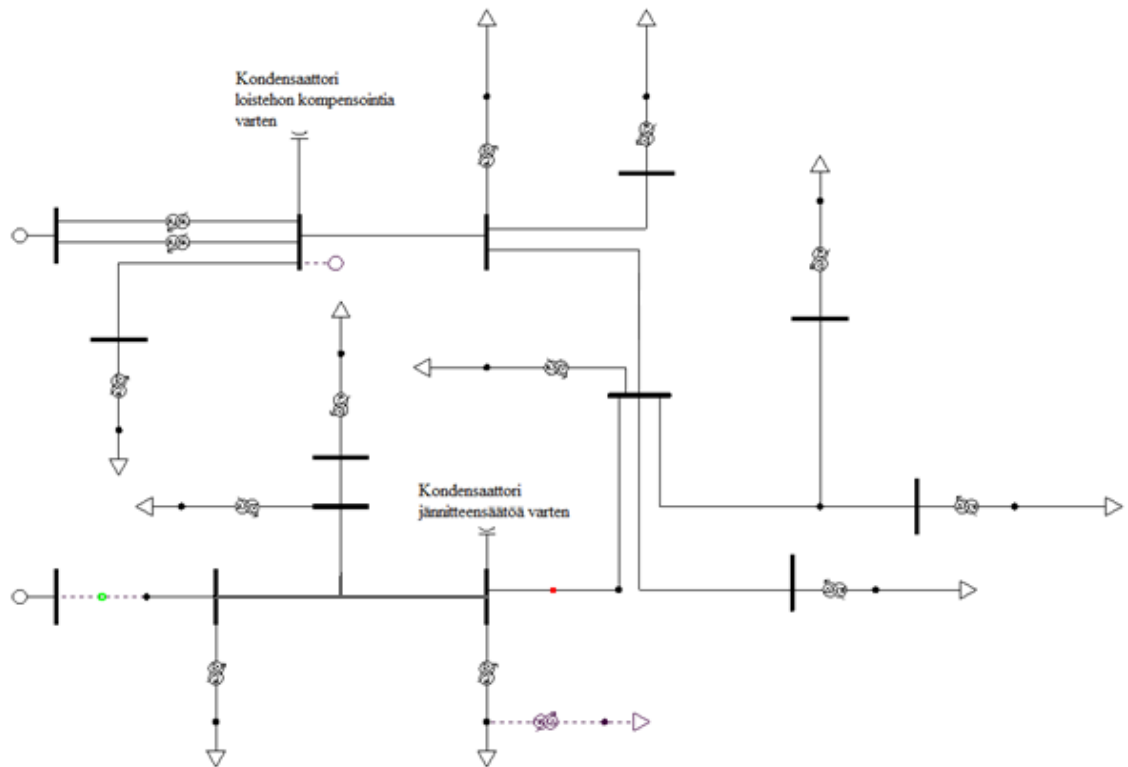 Kondensaattori
loistehon kompensointia
varten
Kondensaattori
jännitteensäätöä varten